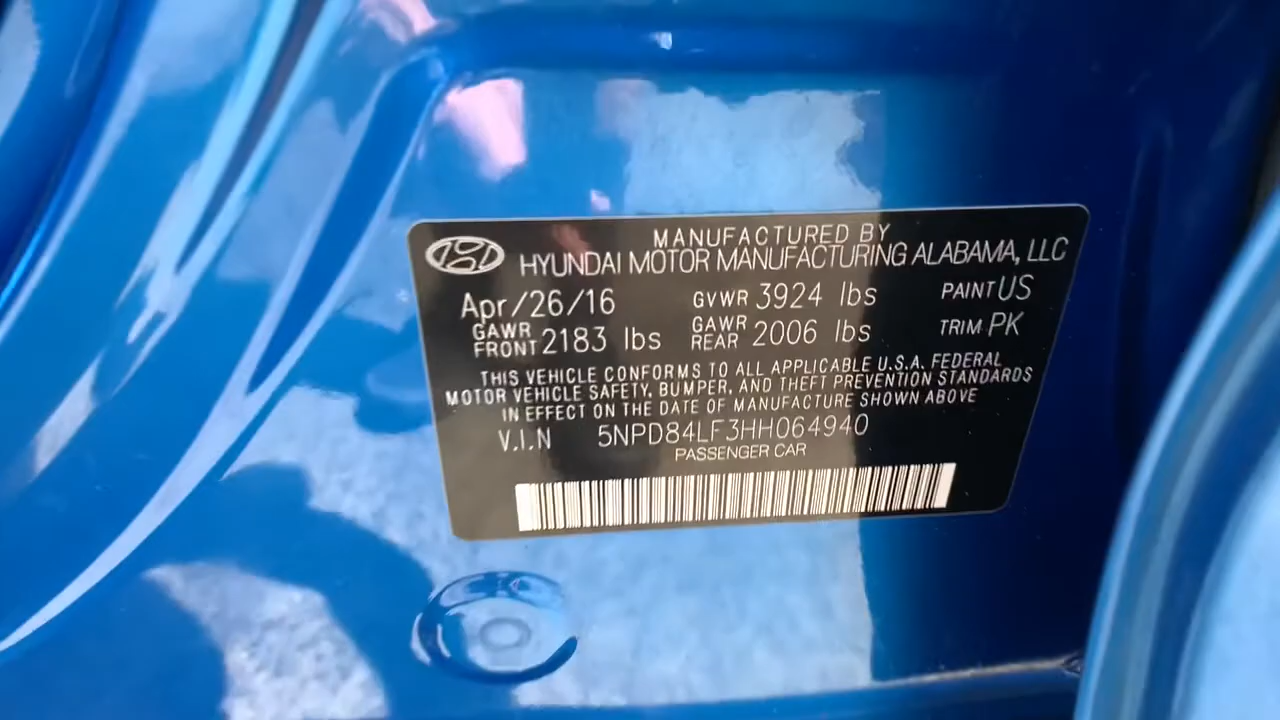 MANUFACTURED BY
HYUNDAI MOTOR MANUFACTURING ALABAMA, LLC
Apr/26/16 GVWR 3924 lbs PAINT US
GAWR FRONT 2183 lbs GAWR REAR 2006 lbs TRIM PK
THIS VEHICLE CONFORMS TO ALL APPLICABLE U.S.A. FEDERAL
MOTOR VEHICLE SAFETY, BUMPER, AND THEFT PREVENTION STANDARDS
IN EFFECT ON THE DATE OF MANUFACTURE SHOWN ABOVE
V.I.N 5NPD84LF3HH064940
PASSENGER CAR